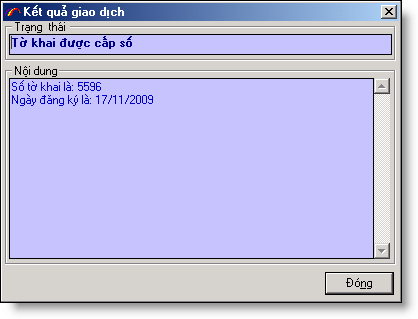 Kết quả giao dịch
Trạng thái
Tờ khai được cấp số
Nội dung
Số tờ khai là: 5596
Ngày đăng ký là: 17/11/2009
Đóng